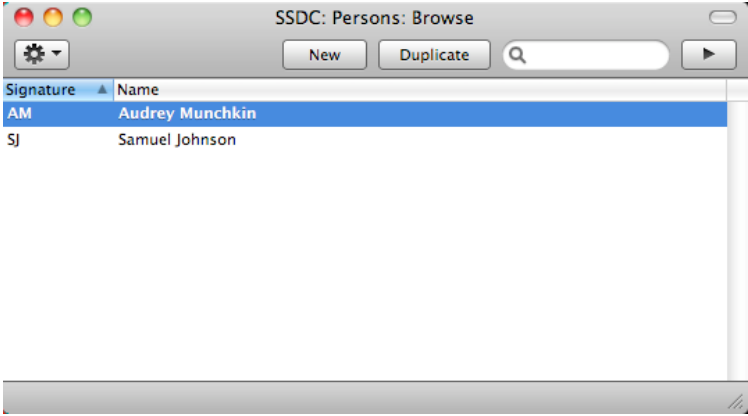 SSDC: Persons: Browse
New Duplicate
Signature Name
AM Audrey Munchkin
SJ Samuel Johnson